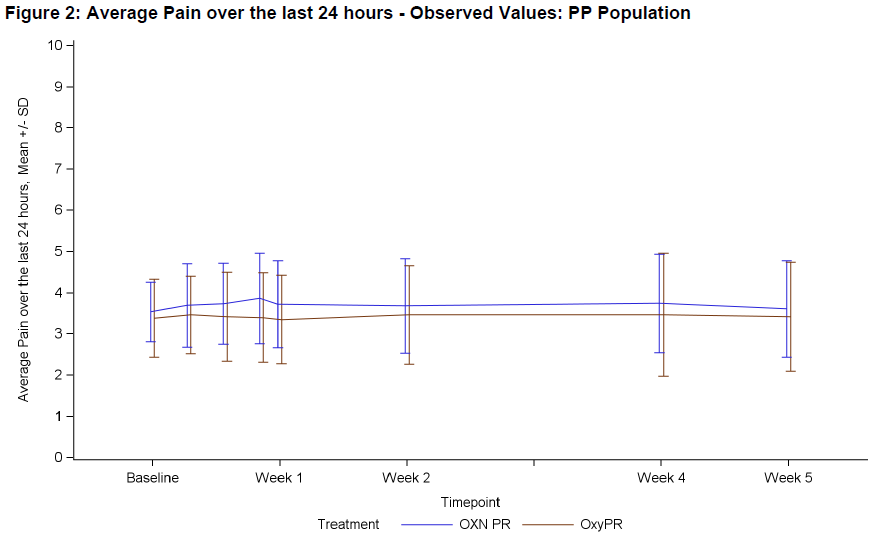 Figure 2: Average Pain over the last 24 hours - Observed Values: PP Population
Average Pain over the last 24 hours, Mean +/- SD
10
9
8
7
6
5
4
3
2
1
0
Baseline Week 1 Week 2 Week 4 Week 5
Timepoint
Treatment OXN PR OxyPR